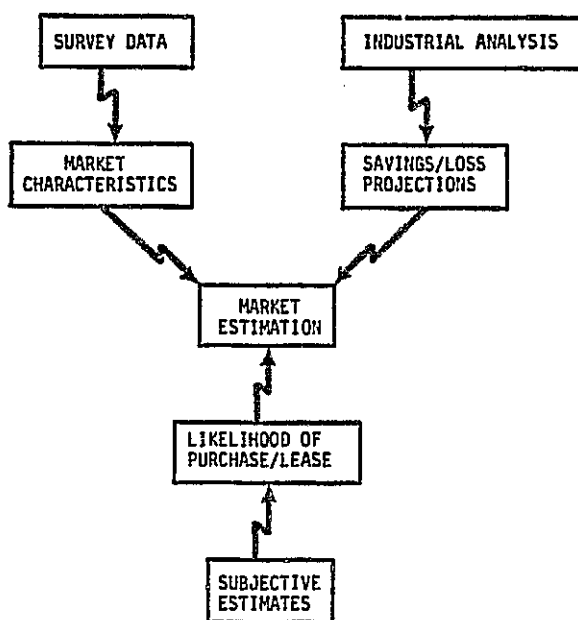 SURVEY DATA
INDUSTRIAL ANALYSIS
MARKET
CHARACTERISTICS
SAVINGS/LOSS
PROJECTIONS
MARKET
ESTIMATION
LIKELIHOOD OF
PURCHASE/LEASE
SUBJECTIVE
ESTIMATES